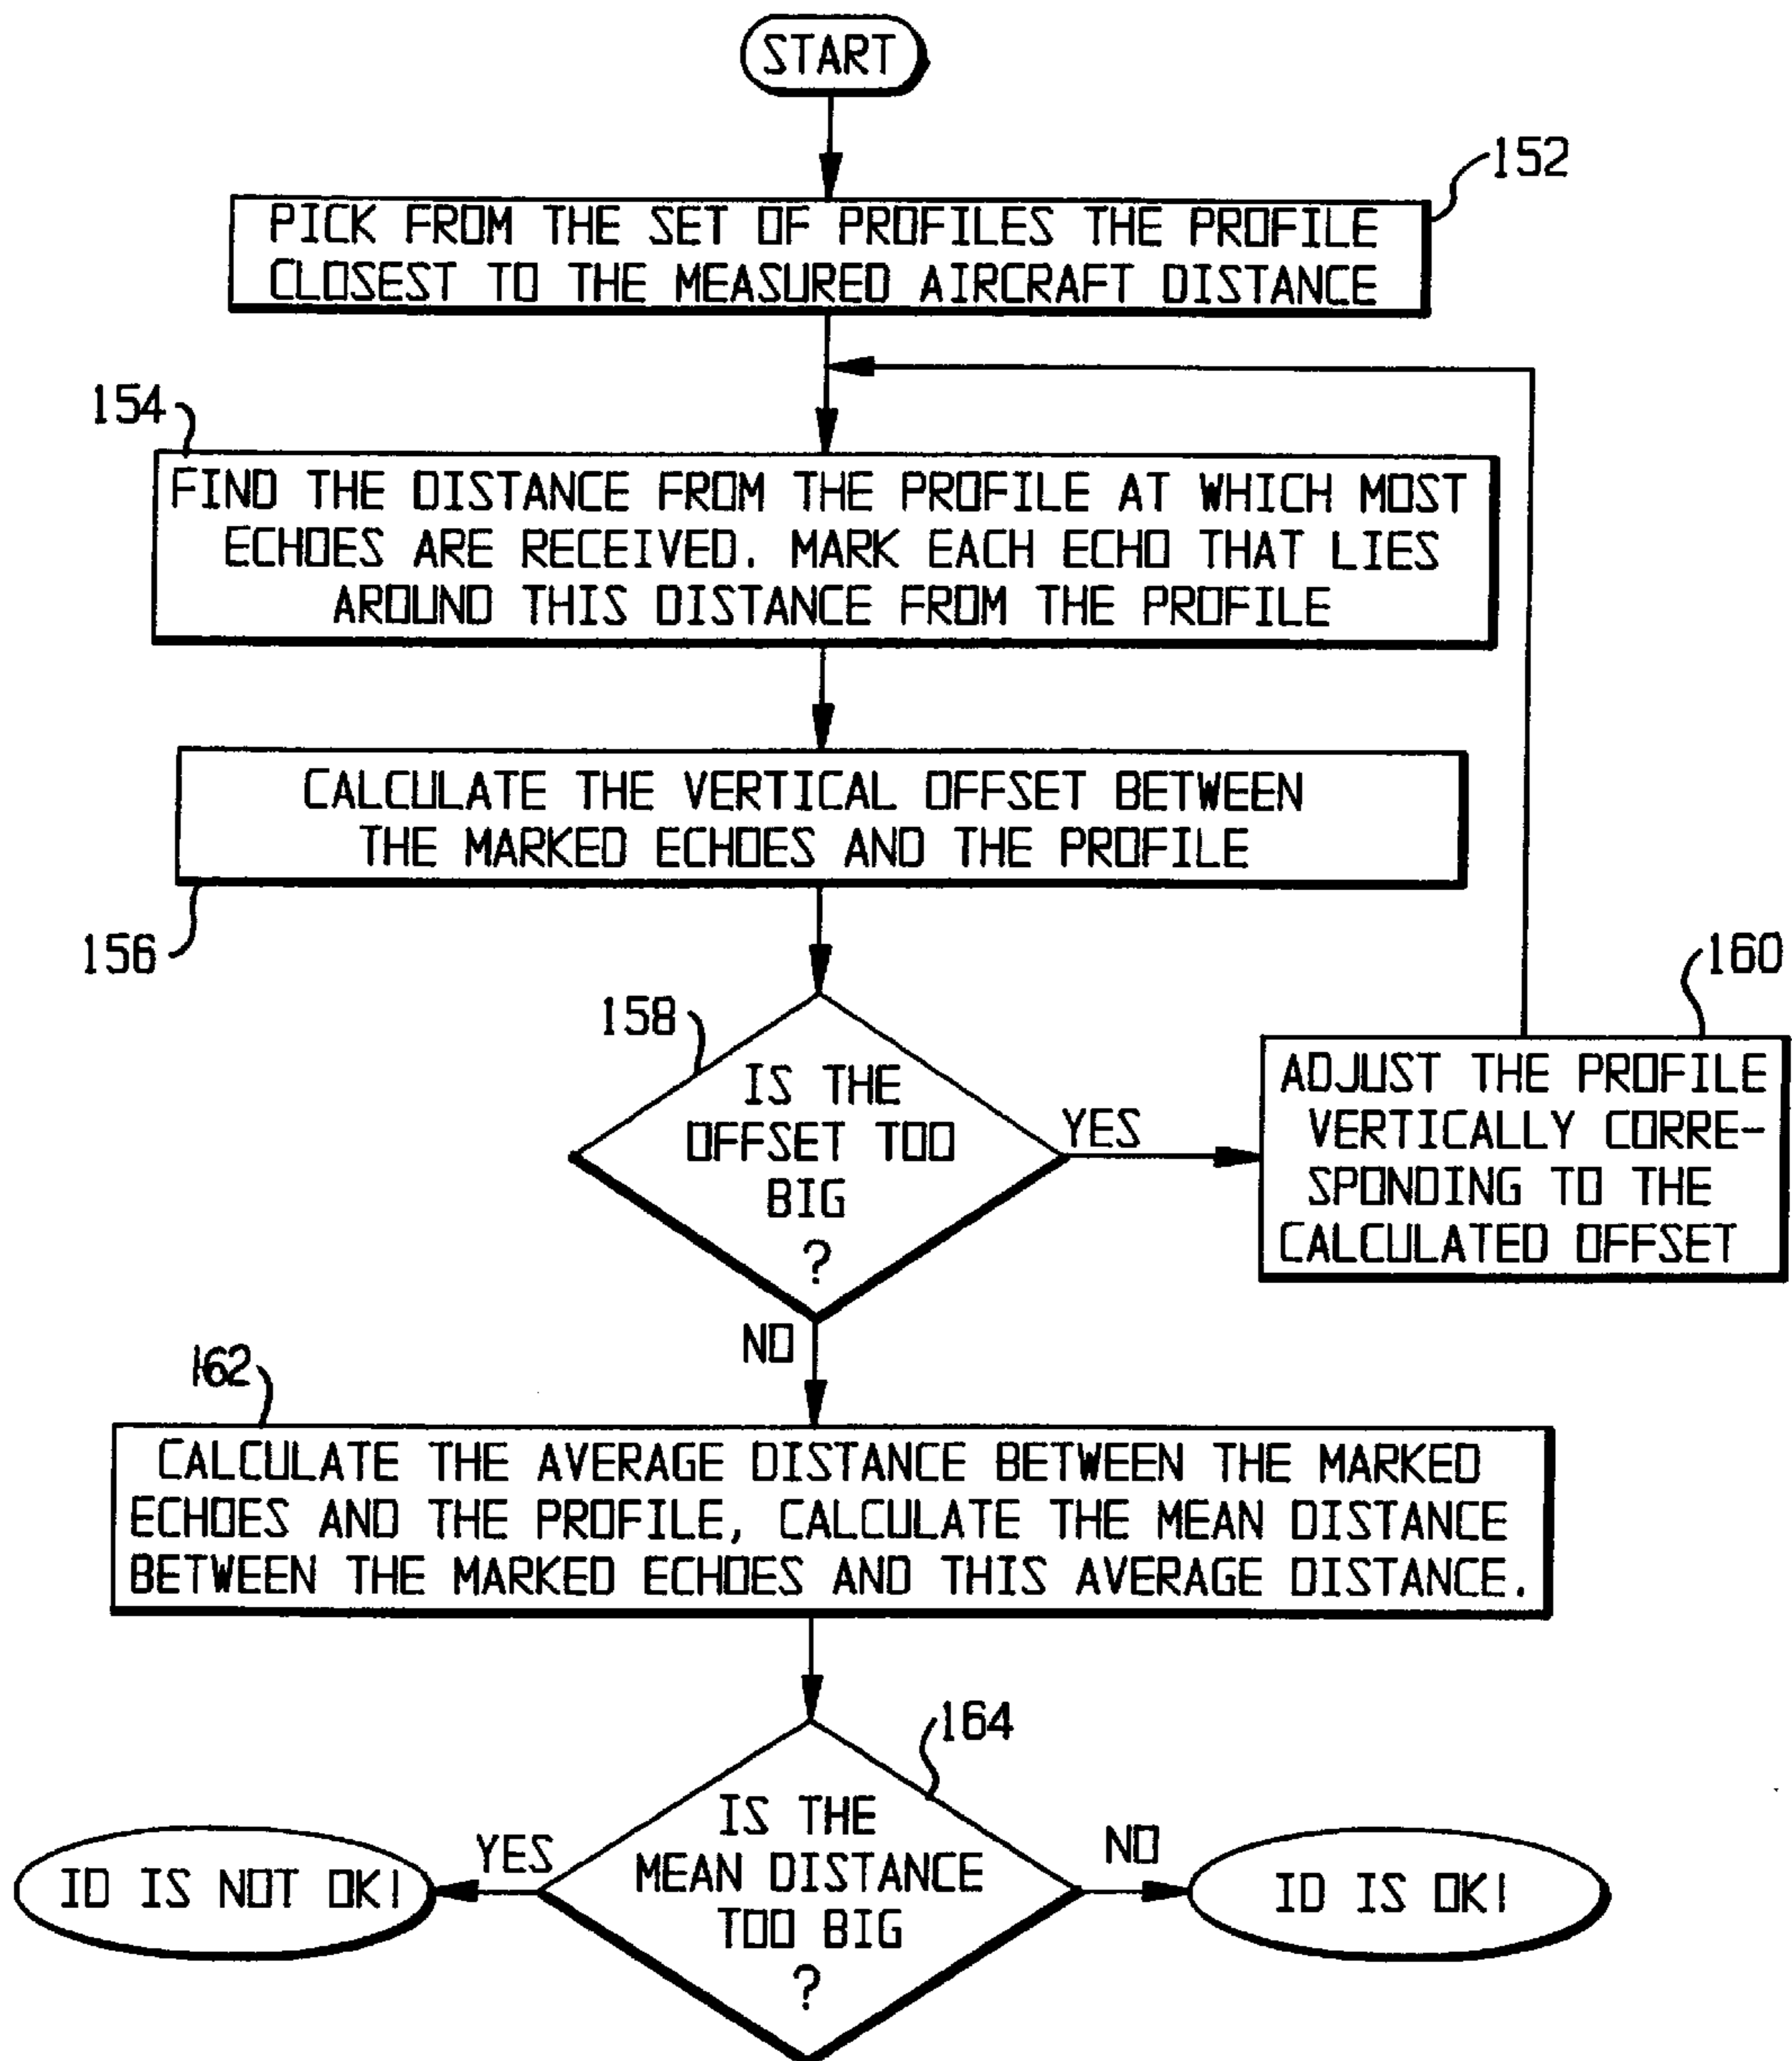 START
152
PICK FROM THE SET OF PROFILES THE PROFILE
CLOSEST TO THE MEASURED AIRCRAFT DISTANCE
154
FIND THE DISTANCE FROM THE PROFILE AT WHICH MOST
ECHOES ARE RECEIVED. MARK EACH ECHO THAT LIES
AROUND THIS DISTANCE FROM THE PROFILE
CALCULATE THE VERTICAL OFFSET BETWEEN
THE MARKED ECHOES AND THE PROFILE
156
158
IS THE
OFFSET TOO
BIG
?
YES
160
ADJUST THE PROFILE
VERTICALLY CORRE-
SPONDING TO THE
CALCULATED OFFSET
NO
162
CALCULATE THE AVERAGE DISTANCE BETWEEN THE MARKED
ECHOES AND THE PROFILE, CALCULATE THE MEAN DISTANCE
BETWEEN THE MARKED ECHOES AND THIS AVERAGE DISTANCE.
164
IS THE
MEAN DISTANCE
TOO BIG
?
YES
ID IS NOT OK!
NO
ID IS OK!